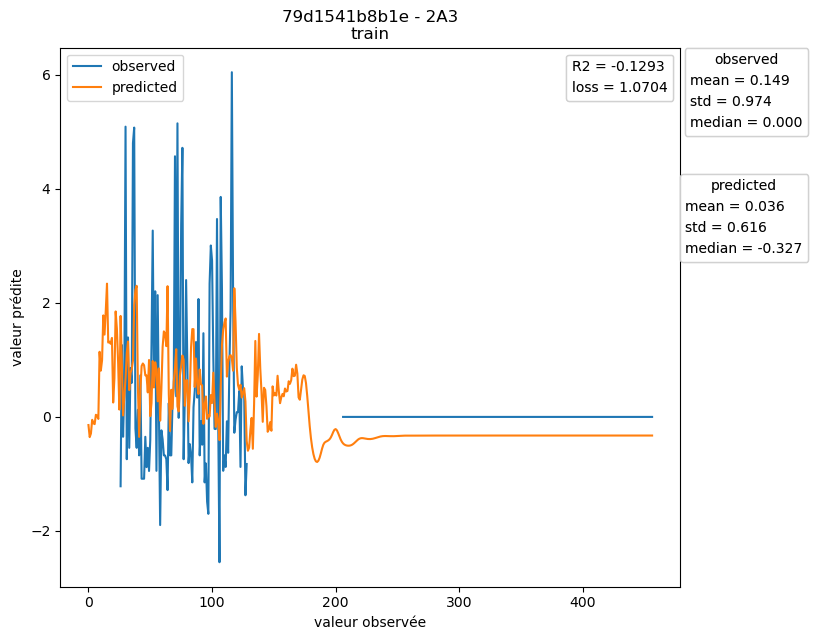 79d1541b8b1e - 2A3
train
observed
predicted
R2 = -0.1293
loss = 1.0704
observed
mean = 0.149
std = 0.974
median = 0.000
predicted
mean = 0.036
std = 0.616
median = -0.327
valeur prédite
6
4
2
0
−2
0
100
200
300
400
valeur observée